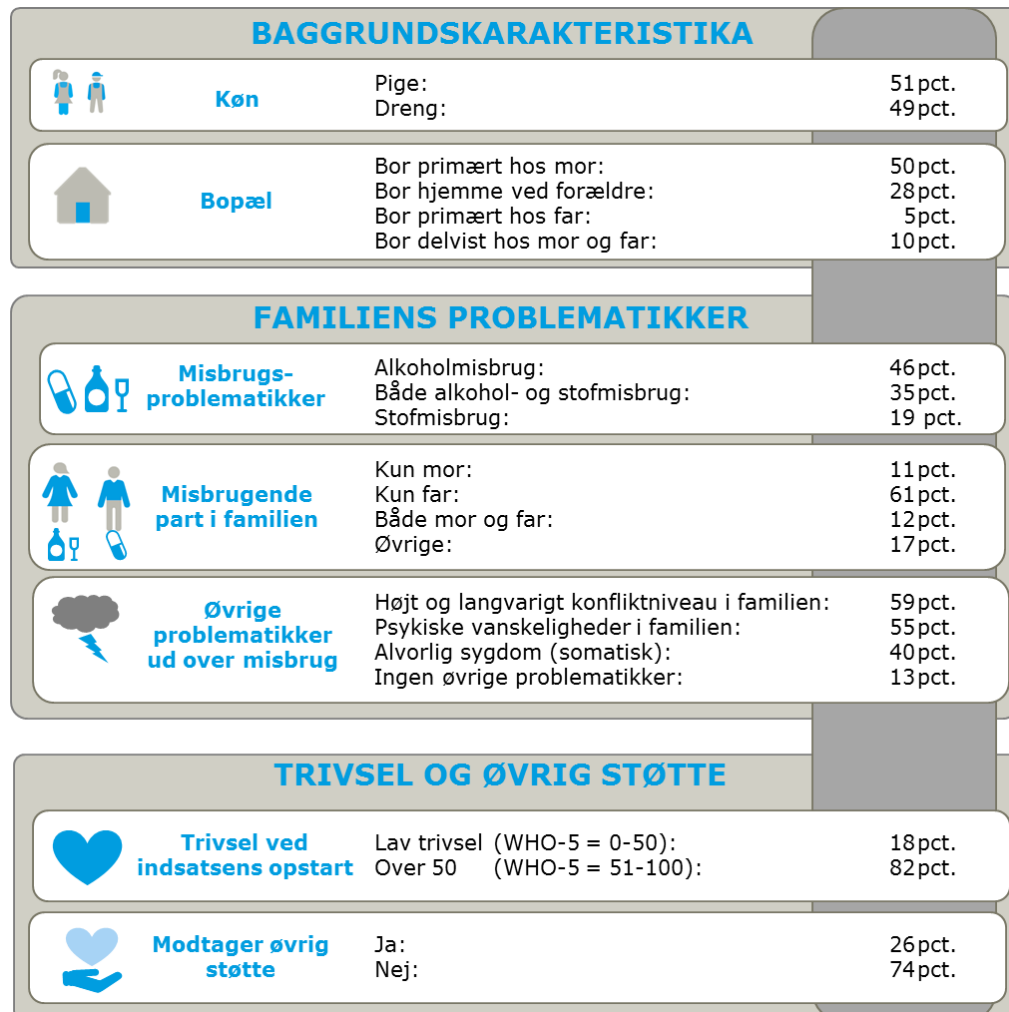 BAGGRUNDSKARAKTERISTIKA
Køn
Pige: 51pct.
Dreng: 49pct.
Bopæl
Bor primært hos mor: 50pct.
Bor hjemme ved forældre: 28pct.
Bor primært hos far: 5pct.
Bor delvist hos mor og far: 10pct.
FAMILIENS PROBLEMATIKKER
Misbrugs-
problematikker
Alkoholmisbrug: 46pct.
Både alkohol- og stofmisbrug: 35pct.
Stofmisbrug: 19 pct.
Misbrugende
part i familien
Kun mor: 11pct.
Kun far: 61pct.
Både mor og far: 12pct.
Øvrige: 17pct.
Øvrige
problematikker
ud over misbrug
Højt og langvarigt konfliktniveau i familien: 59pct.
Psykiske vanskeligheder i familien: 55pct.
Alvorlig sygdom (somatisk): 40pct.
Ingen øvrige problematikker: 13pct.
TRIVSEL OG ØVRIG STØTTE
Trivsel ved
indsatsens opstart
Lav trivsel (WHO-5 = 0-50): 18pct.
Over 50 (WHO-5 = 51-100): 82pct.
Modtager øvrig
støtte
Ja: 26pct.
Nej: 74pct.